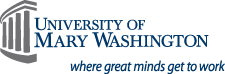 UNIVERSITY OF
MARY WASHINGTON
where great minds get to work